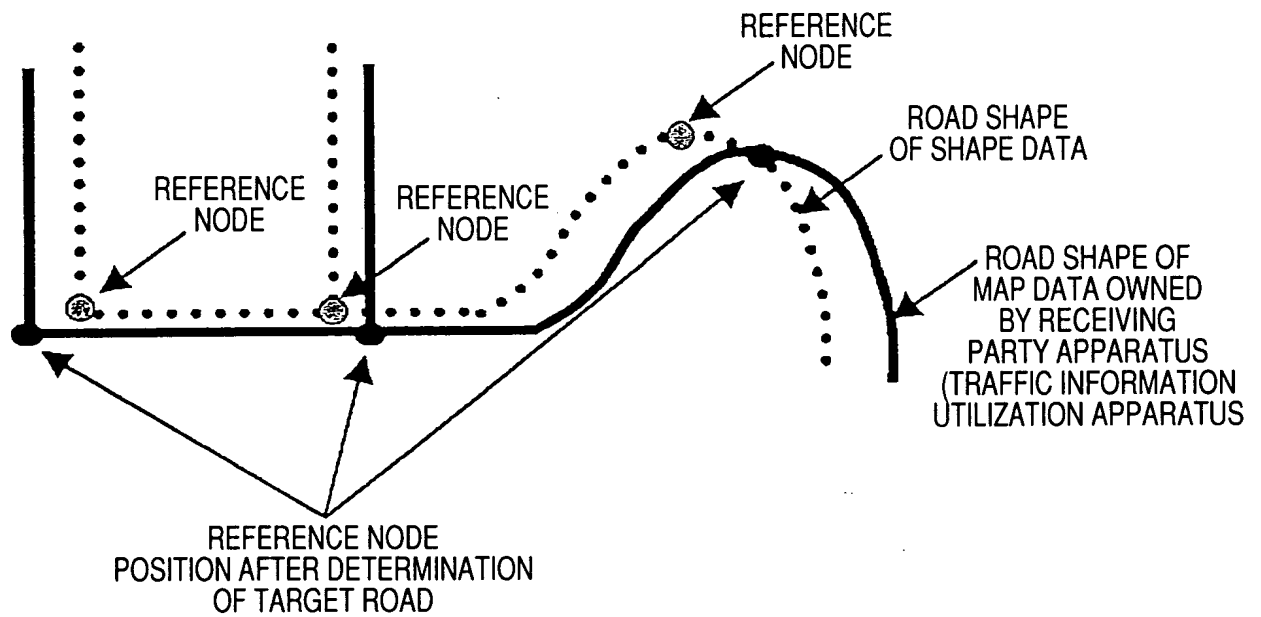 REFERENCE
NODE
ROAD SHAPE
OF SHAPE DATA
REFERENCE
NODE
REFERENCE
NODE
ROAD SHAPE OF
MAP DATA OWNED
BY RECEIVING
PARTY APPARATUS
(TRAFFIC INFORMATION
UTILIZATION APPARATUS
REFERENCE NODE
POSITION AFTER DETERMINATION
OF TARGET ROAD